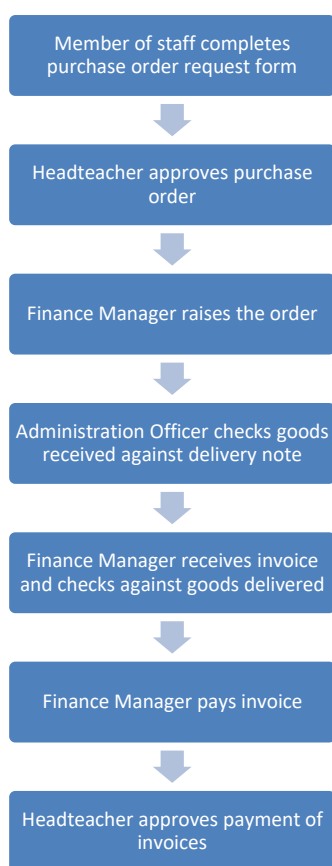 Member of staff completes
purchase order request form
Headteacher approves purchase
order
Finance Manager raises the order
Administration Officer checks goods
received against delivery note
Finance Manager receives invoice
and checks against goods delivered
Finance Manager pays invoice
Headteacher approves payment of
invoices